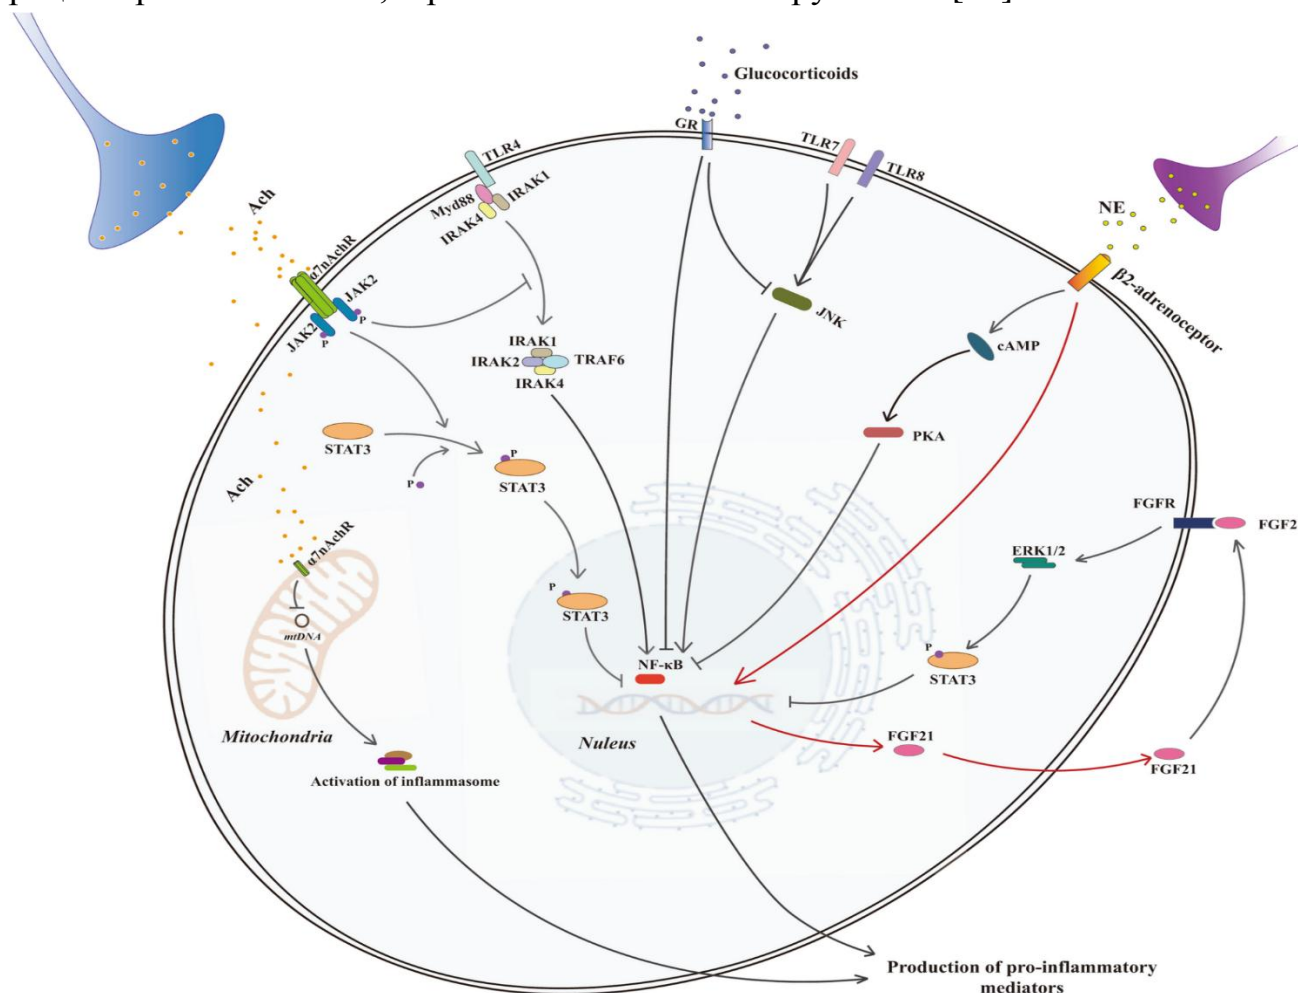 Glucocorticoids
GR
TLR4
TLR7
TLR8
Myd88
IRAK1
IRAK4
NE
Ach
α7nAchR
JAK2
JAK2
P
P
β2-adrenoceptor
JNK
cAMP
IRAK1
IRAK2
TRAF6
IRAK4
PKA
STAT3
P
P
STAT3
Ach
α7nAchR
FGFR
FGF2
ERK1/2
mtDNA
P
STAT3
NF-κB
P
STAT3
Mitochondria
Nuleus
FGF21
FGF21
Activation of inflammasome
Production of pro-inflammatory
mediators